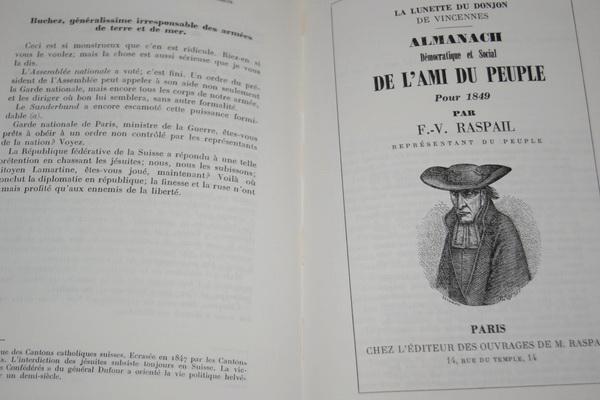 Buchez, généralissime irresponsable des armées
de terre et de mer.
Ceci est si monstrueux que c'en est ridicule. Riez-en si
vous le voulez; mais la chose est aussi sérieuse que je vous
la dis.
L'Assemblée nationale a voté; c'est fini. Un ordre du pré-
sident de l'Assemblée peut appeler à son aide non seulement
la Garde nationale, mais encore tous les corps de notre armée,
et les diriger où bon lui semblera, sans autre formalité.
Le Sunderbund a encore escamoté cette puissance formi-
dable (a).
Garde nationale de Paris, ministre de la Guerre, êtes-vous
prêts à obéir à un ordre non contrôlé par les représentants
de la nation? Voyez.
La République fédérative de la Suisse a répondu à une telle
prétention en chassant les jésuites; nous, nous les subissons;
citoyen Lamartine, êtes-vous joué, maintenant? Voilà où
conclut la diplomatie en république; la finesse et la ruse n'ont
mais profité qu'aux ennemis de la liberté.
que des Cantons catholiques suisses. Ecrasée en 1847 par les Cantons
L'interdiction des jésuites subsiste toujours en Suisse. La vic-
Confédérés » du général Dufour a orienté la vie politique helvé-
un demi-siècle.
LA LUNETTE DU DONJON
DE VINCENNES
ALMANACH
Démocratique et Social
DE L'AMI DU PEUPLE
Pour 1849
PAR
F.-V. RASPAIL
REPRÉSENTANT DU PEUPLE
PARIS
CHEZ L'ÉDITEUR DES OUVRAGES DE M. RASPA
14, RUE DU TEMPLE, 14